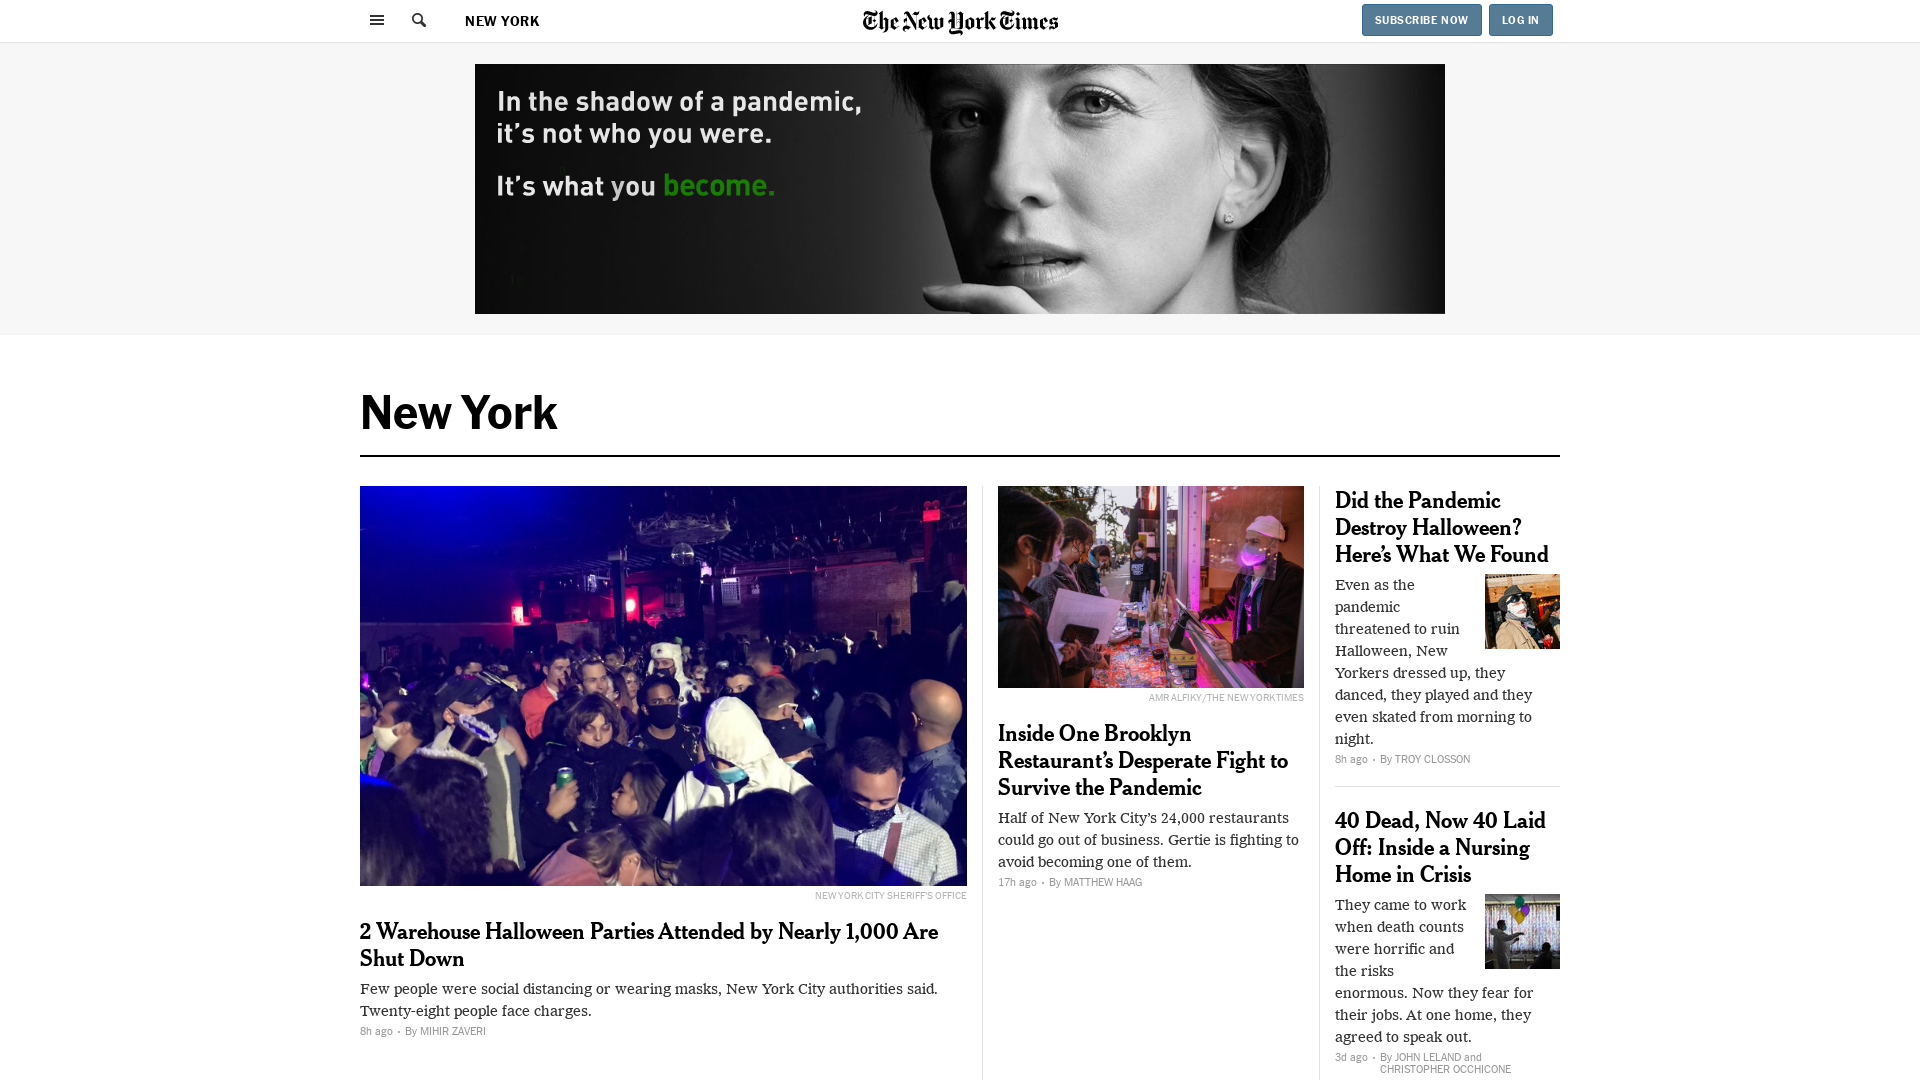 NEW YORK
The New York Times
SUBSCRIBE NOW
LOG IN
In the shadow of a pandemic,
it's not who you were.
It's what you become.
New York
NEW YORK CITY SHERIFF'S OFFICE
2 Warehouse Halloween Parties Attended by Nearly 1,000 Are
Shut Down
Few people were social distancing or wearing masks, New York City authorities said.
Twenty-eight people face charges.
8h ago • By MIHIR ZAVERI
AMR ALFIKY/THE NEW YORK TIMES
Inside One Brooklyn
Restaurant's Desperate Fight to
Survive the Pandemic
Half of New York City's 24,000 restaurants
could go out of business. Gertie is fighting to
avoid becoming one of them.
17h ago • By MATTHEW HAAG
Did the Pandemic
Destroy Halloween?
Here's What We Found
Even as the
pandemic
threatened to ruin
Halloween, New
Yorkers dressed up, they
danced, they played and they
even skated from morning to
night.
8h ago • By TROY CLOSSON
40 Dead, Now 40 Laid
Off: Inside a Nursing
Home in Crisis
They came to work
when death counts
were horrific and
the risks
enormous. Now they fear for
their jobs. At one home, they
agreed to speak out.
3d ago • By JOHN LELAND and
CHRISTOPHER OCCHICONE